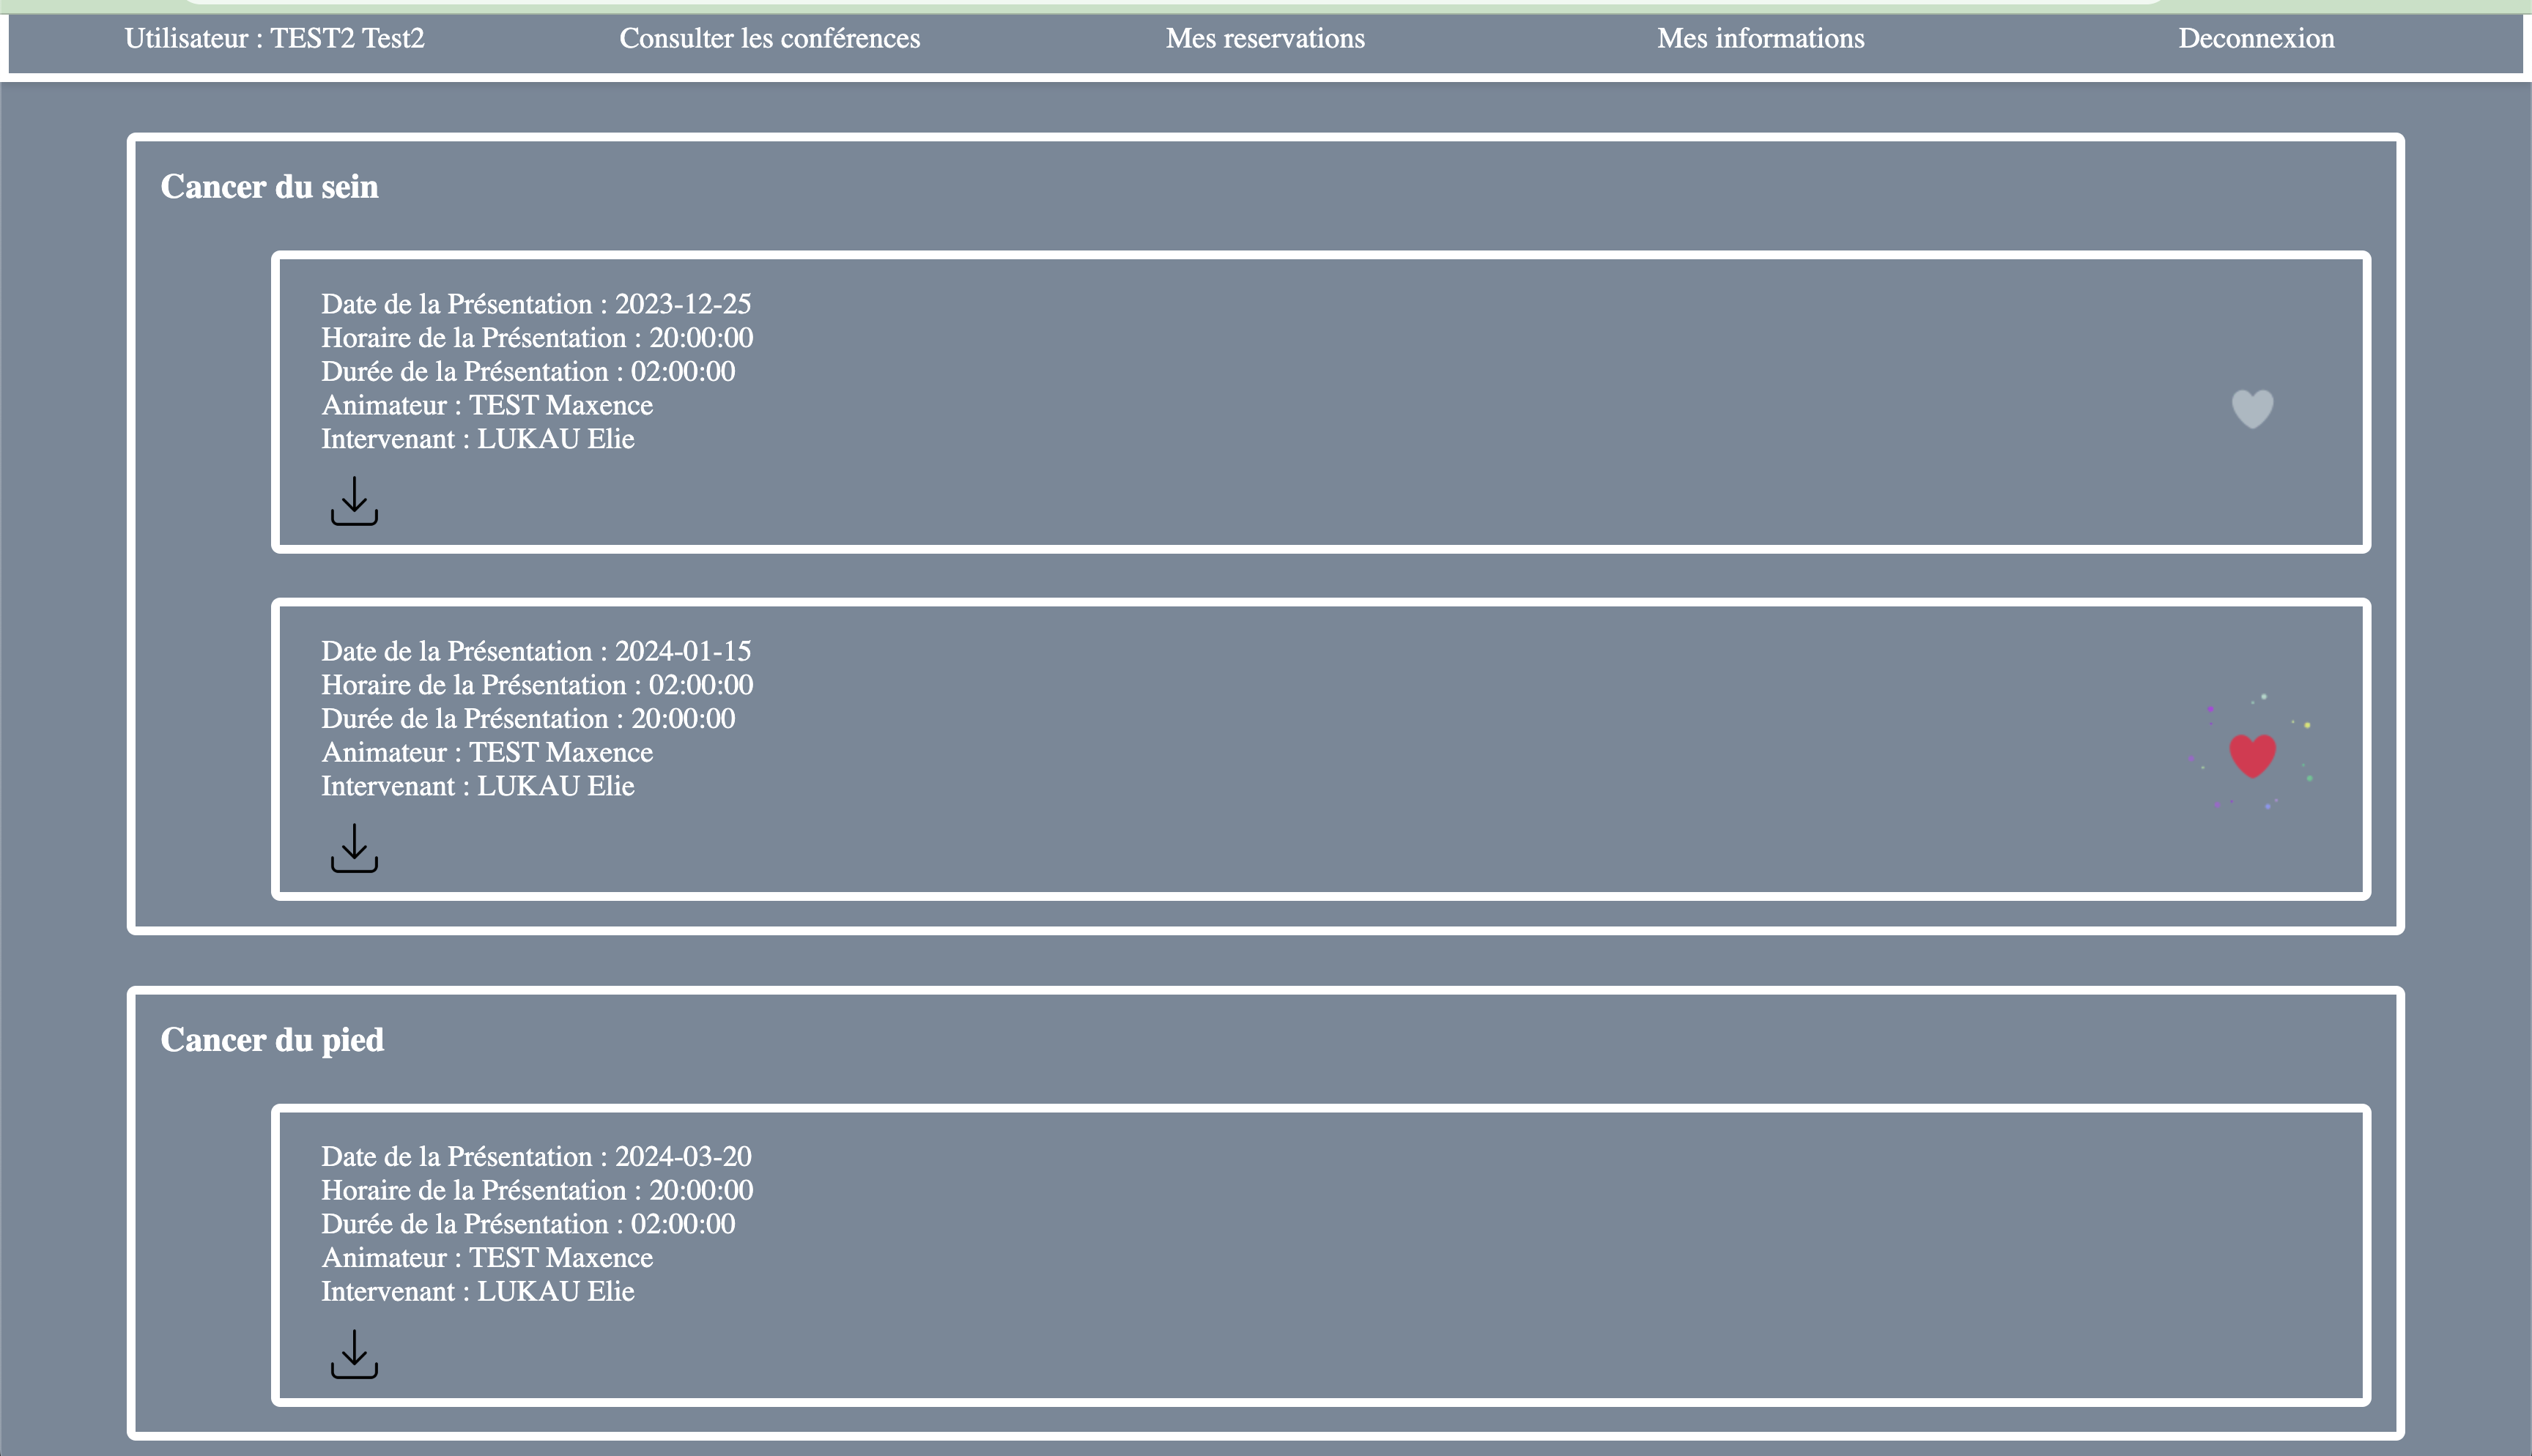 Utilisateur : TEST2 Test2
Consulter les conférences
Mes reservations
Mes informations
Deconnexion
Cancer du sein
Date de la Présentation : 2023-12-25
Horaire de la Présentation : 20:00:00
Durée de la Présentation : 02:00:00
Animateur : TEST Maxence
Intervenant : LUKAU Elie
Date de la Présentation : 2024-01-15
Horaire de la Présentation : 02:00:00
Durée de la Présentation : 20:00:00
Animateur : TEST Maxence
Intervenant : LUKAU Elie
Cancer du pied
Date de la Présentation : 2024-03-20
Horaire de la Présentation : 20:00:00
Durée de la Présentation : 02:00:00
Animateur : TEST Maxence
Intervenant : LUKAU Elie